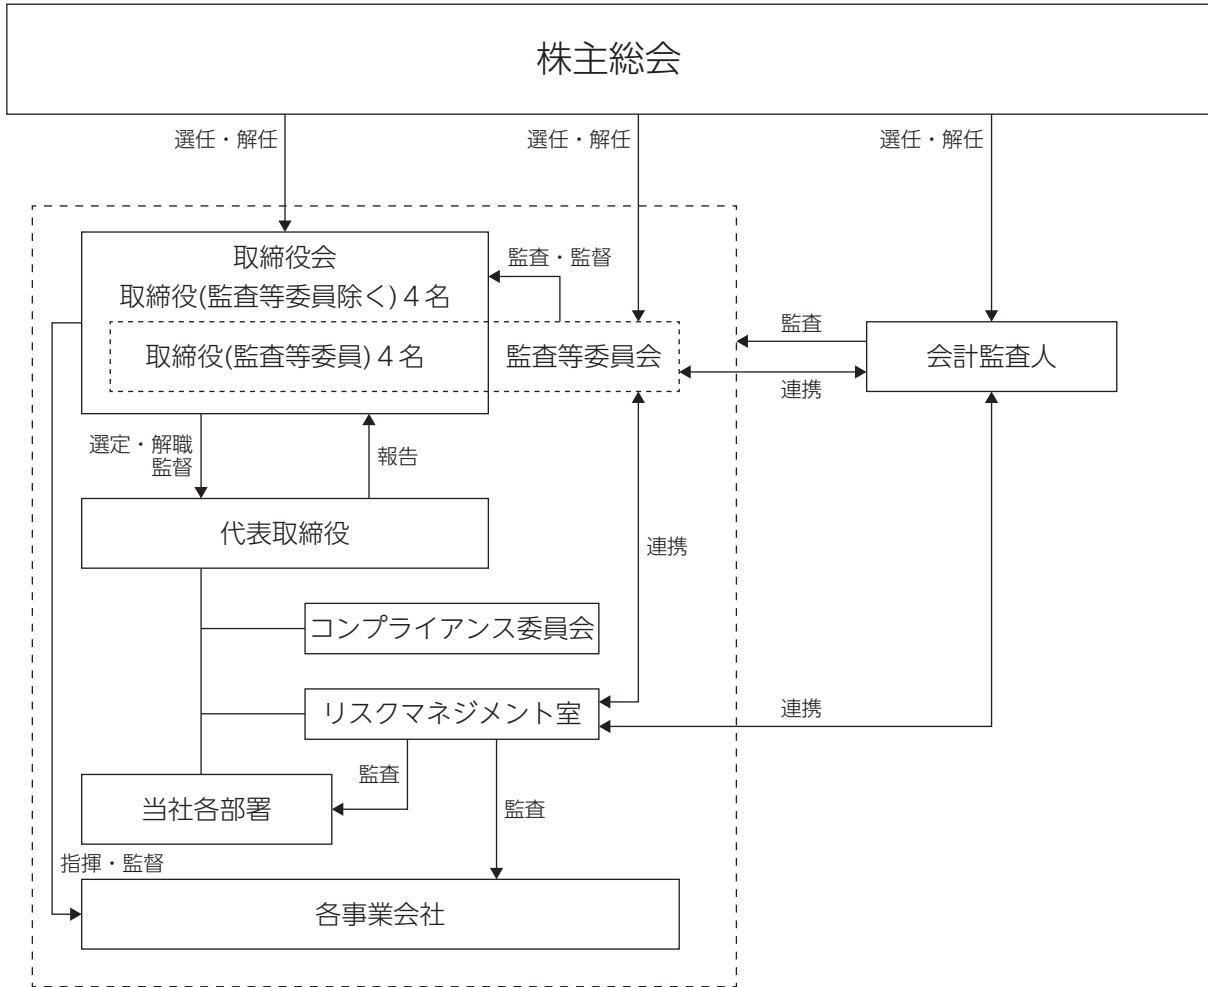 株主総会
選任・解任
選任・解任
選任・解任
取締役会
取締役(監査等委員除く)４名
監査・監督
取締役(監査等委員)４名
監査等委員会
監査
会計監査人
連携
選定・解職
監督
報告
代表取締役
連携
コンプライアンス委員会
リスクマネジメント室
連携
監査
当社各部署
監査
指揮・監督
各事業会社